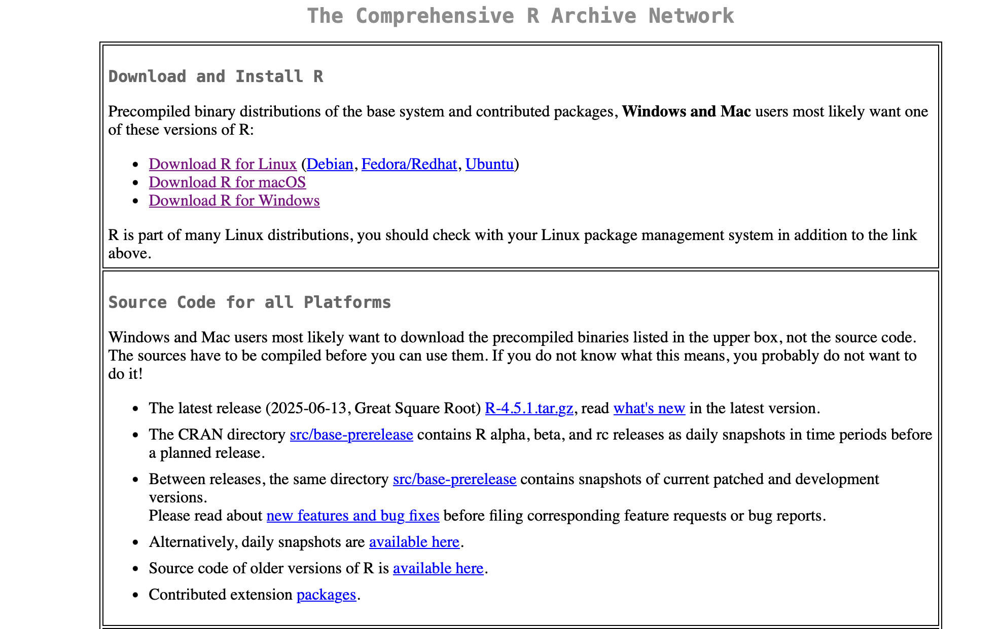 The Comprehensive R Archive Network
Download and Install R
Precompiled binary distributions of the base system and contributed packages, Windows and Mac users most likely want one
of these versions of R:
Download R for Linux (Debian, Fedora/Redhat, Ubuntu)
Download R for macOS
Download R for Windows
R is part of many Linux distributions, you should check with your Linux package management system in addition to the link
above.
Source Code for all Platforms
Windows and Mac users most likely want to download the precompiled binaries listed in the upper box, not the source code.
The sources have to be compiled before you can use them. If you do not know what this means, you probably do not want to
do it!
The latest release (2025-06-13, Great Square Root) R-4.5.1.tar.gz, read what's new in the latest version.
The CRAN directory src/base-prerelease contains R alpha, beta, and rc releases as daily snapshots in time periods before
a planned release.
Between releases, the same directory src/base-prerelease contains snapshots of current patched and development
versions.
Please read about new features and bug fixes before filing corresponding feature requests or bug reports.
Alternatively, daily snapshots are available here.
Source code of older versions of R is available here.
Contributed extension packages.